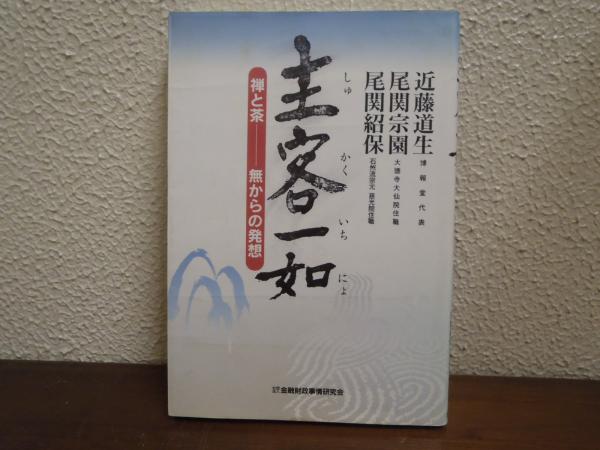 近藤道生
博報堂代表
尾関宗園
大徳寺大仙院住職
尾関紹保
石州流宗元 慈光院住職
主客一如
しゅ かく いち にょ
禅と茶──無からの発想
金融財政事情研究会